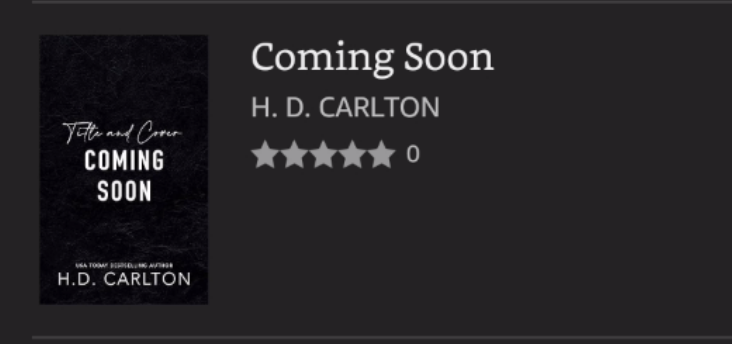 Title and Cover
COMING
SOON
USA TODAY BESTSELLING AUTHOR
H.D. CARLTON
Coming Soon
H. D. CARLTON
0